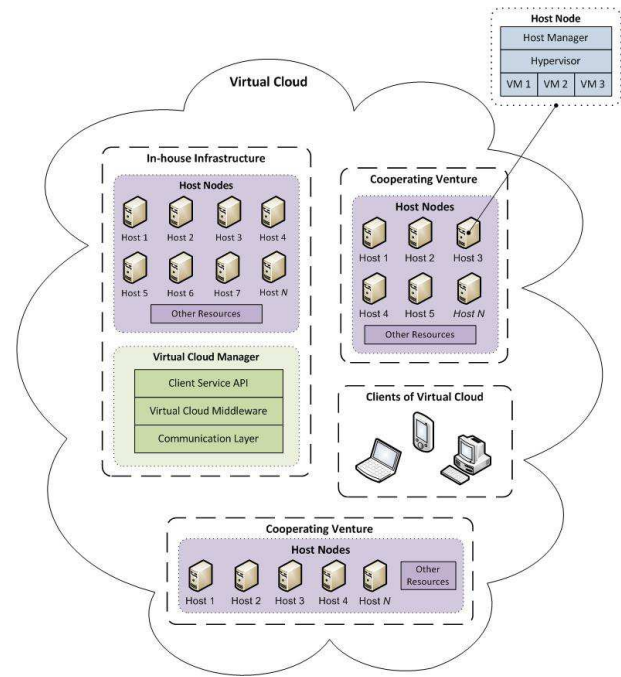 Host Node
Host Manager
Hypervisor
VM 1 VM 2 VM 3
Virtual Cloud
In-house Infrastructure
Host Nodes
Host 1 Host 2 Host 3 Host 4
Host 5 Host 6 Host 7 Host N
Other Resources
Virtual Cloud Manager
Client Service API
Virtual Cloud Middleware
Communication Layer
Cooperating Venture
Host Nodes
Host 1 Host 2 Host 3
Host 4 Host 5 Host N
Other Resources
Clients of Virtual Cloud
Cooperating Venture
Host Nodes
Host 1 Host 2 Host 3 Host 4 Host N
Other
Resources